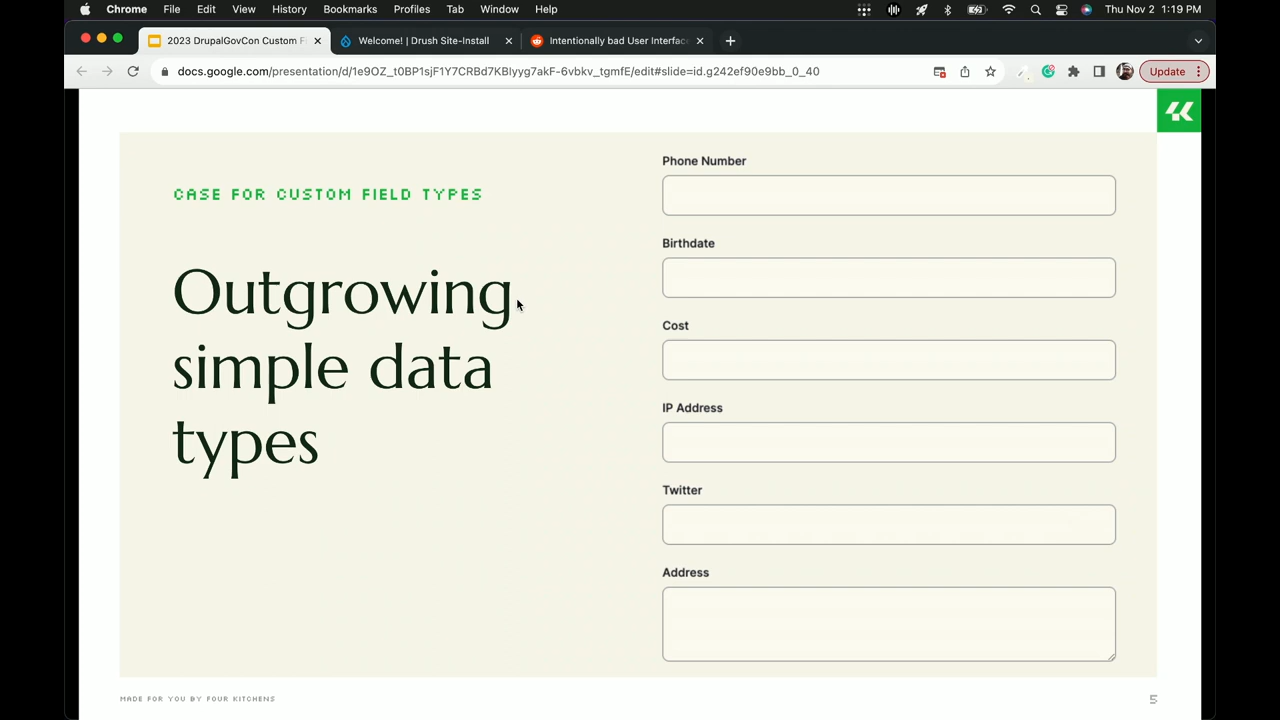 Chrome File Edit View History Bookmarks Profiles Tab Window Help Thu Nov 2 1:19 PM
2023 DrupalGovCon Custom F
Welcome! | Drush Site-Install
Intentionally bad User Interface
docs.google.com/presentation/d/1e9OZ_t0BP1sjF1Y7CRBd7KBlyyg7akF-6vbkv_tgmfE/edit#slide=id.g242ef90e9bb_0_40
Update
CASE FOR CUSTOM FIELD TYPES
Outgrowing
simple data
types
Phone Number
Birthdate
Cost
IP Address
Twitter
Address
MADE FOR YOU BY FOUR KITCHENS
5